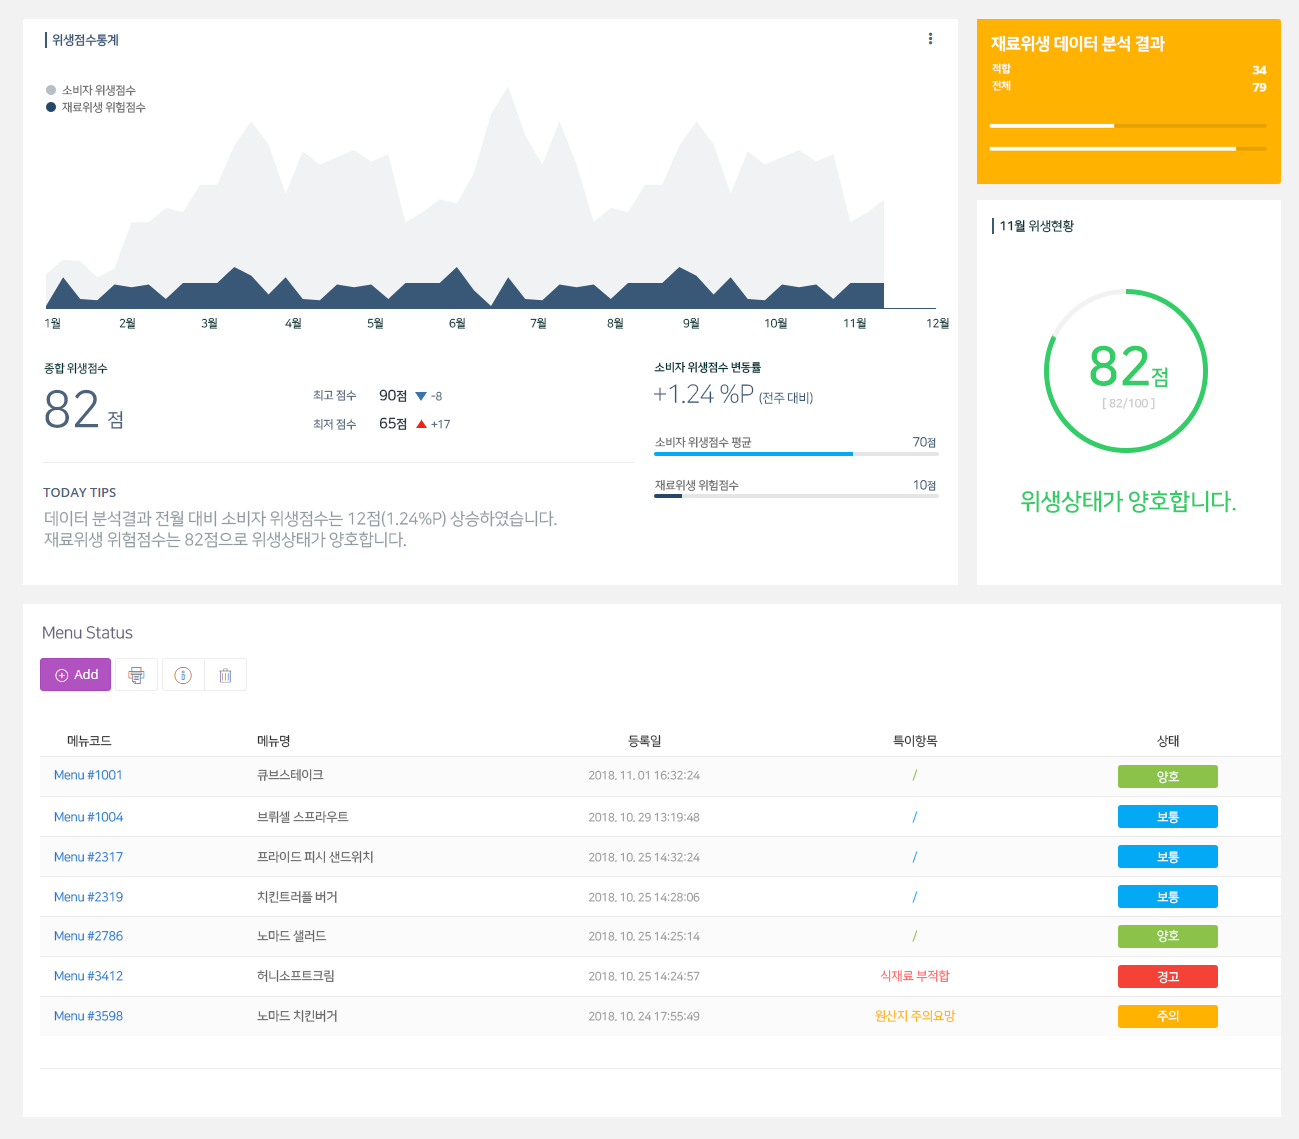 위생점수통계
소비자 위생점수
재료위생 위험점수
1월 2월 3월 4월 5월 6월 7월 8월 9월 10월 11월 12월
종합 위생점수
82 점
최고 점수 90점 -8
최저 점수 65점 +17
소비자 위생점수 변동률
+1.24 %P (전주 대비)
소비자 위생점수 평균 70점
재료위생 위험점수 10점
TODAY TIPS
데이터 분석결과 전월 대비 소비자 위생점수는 12점(1.24%P) 상승하였습니다.
재료위생 위험점수는 82점으로 위생상태가 양호합니다.
재료위생 데이터 분석 결과
적합 34
전체 79
11월 위생현황
82점
[ 82/100 ]
위생상태가 양호합니다.
Menu Status
Add
메뉴코드 메뉴명 등록일 특이항목 상태
Menu #1001 큐브스테이크 2018. 11. 01 16:32:24 / 양호
Menu #1004 브뤼셀 스프라우트 2018. 10. 29 13:19:48 / 보통
Menu #2317 프라이드 피시 샌드위치 2018. 10. 25 14:32:24 / 보통
Menu #2319 치킨트러플 버거 2018. 10. 25 14:28:06 / 보통
Menu #2786 노마드 샐러드 2018. 10. 25 14:25:14 / 양호
Menu #3412 허니소프트크림 2018. 10. 25 14:24:57 식재료 부적합 경고
Menu #3598 노마드 치킨버거 2018. 10. 24 17:55:49 원산지 주의요망 주의